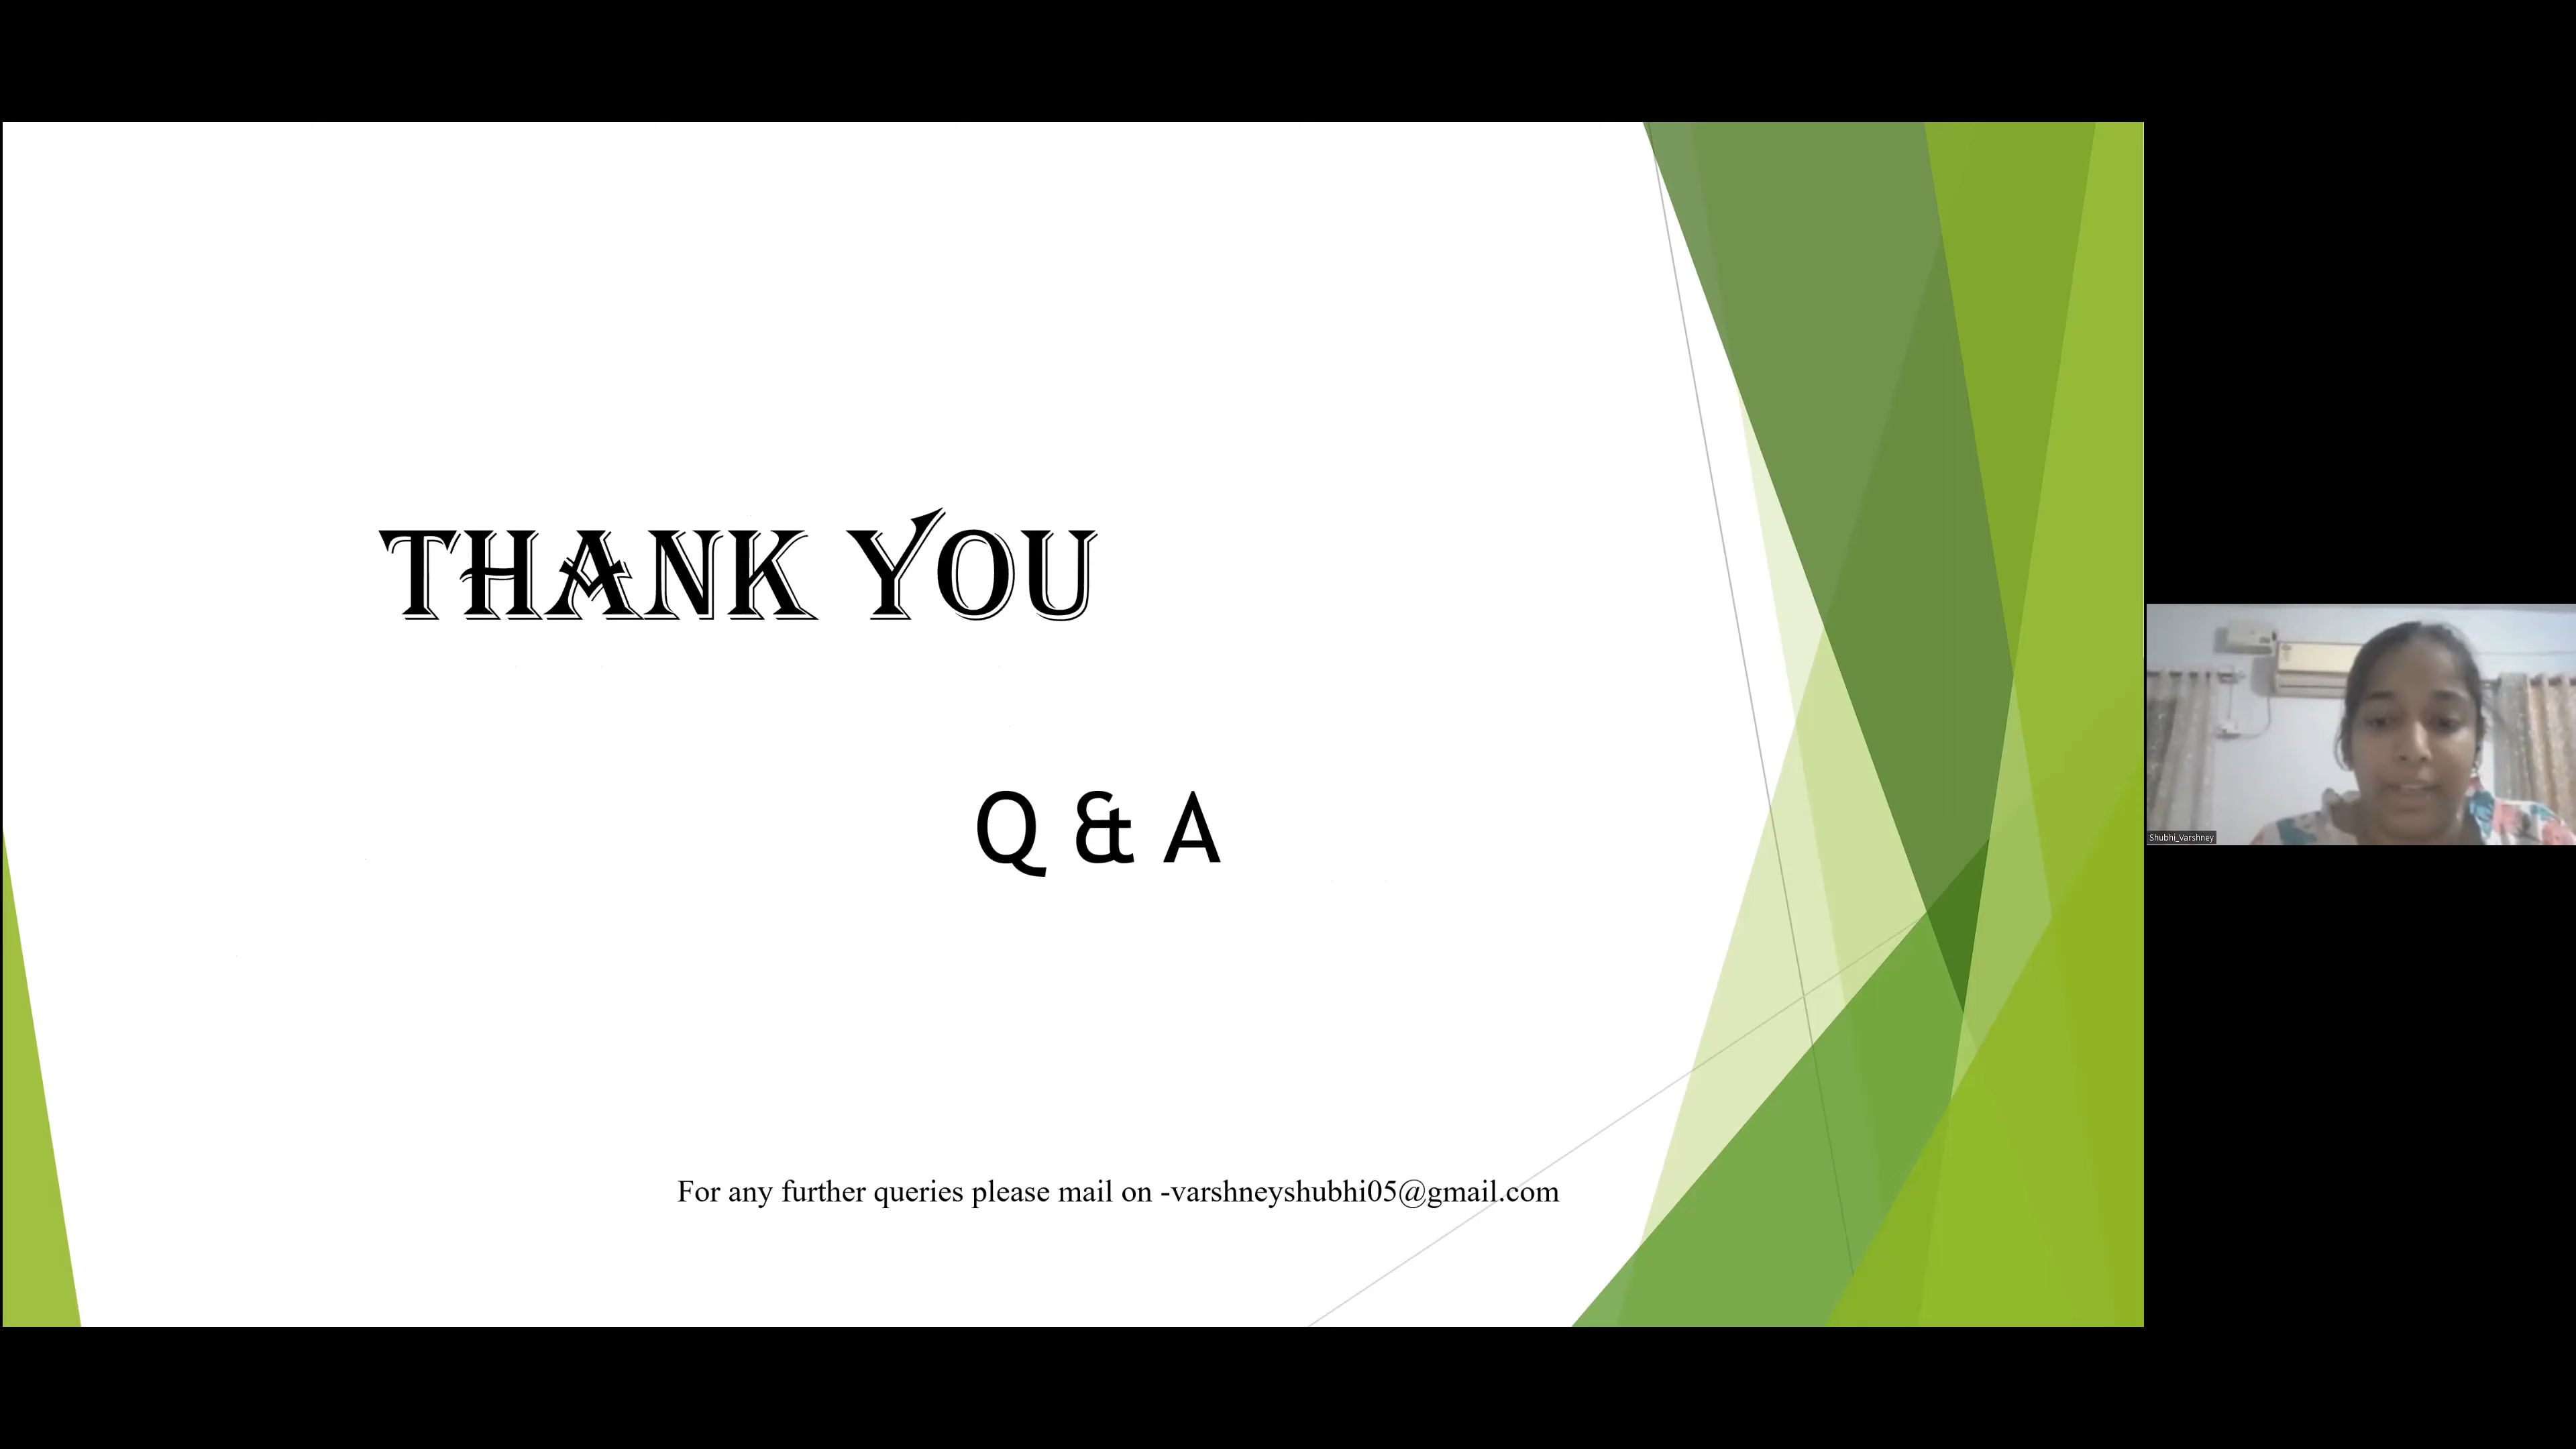 THANK YOU
Q & A
For any further queries please mail on -varshneyshubhi05@gmail.com
Shubhi_Varshney